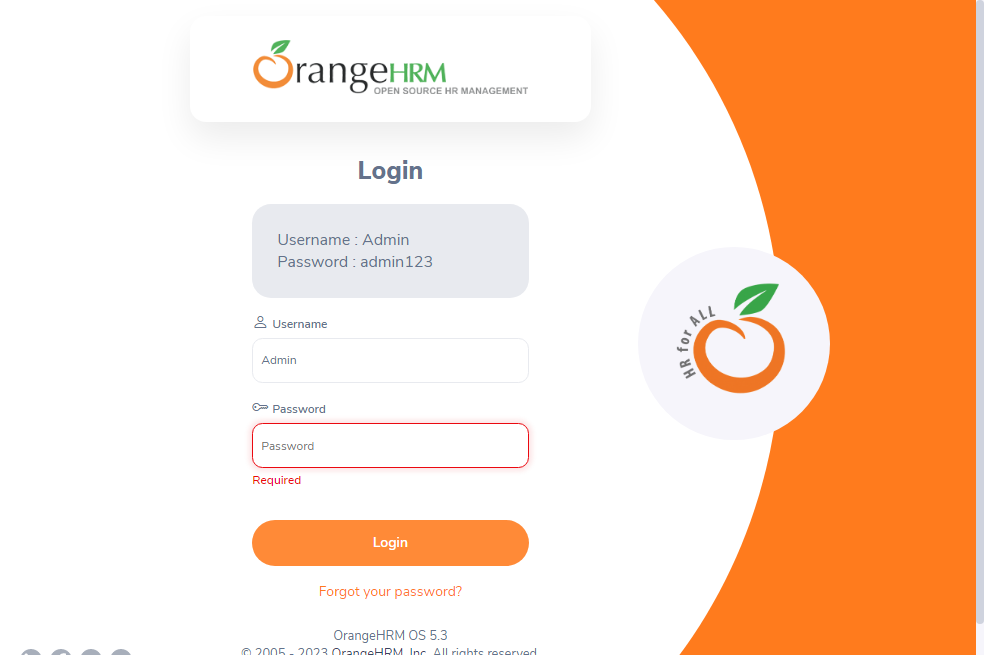 OrangeHRM
OPEN SOURCE HR MANAGEMENT
Login
Username : Admin
Password : admin123
Username
Admin
Password
Password
Required
Login
Forgot your password?
OrangeHRM OS 5.3
© 2005 - 2023 OrangeHRM, Inc. All rights reserved.
HR for ALL